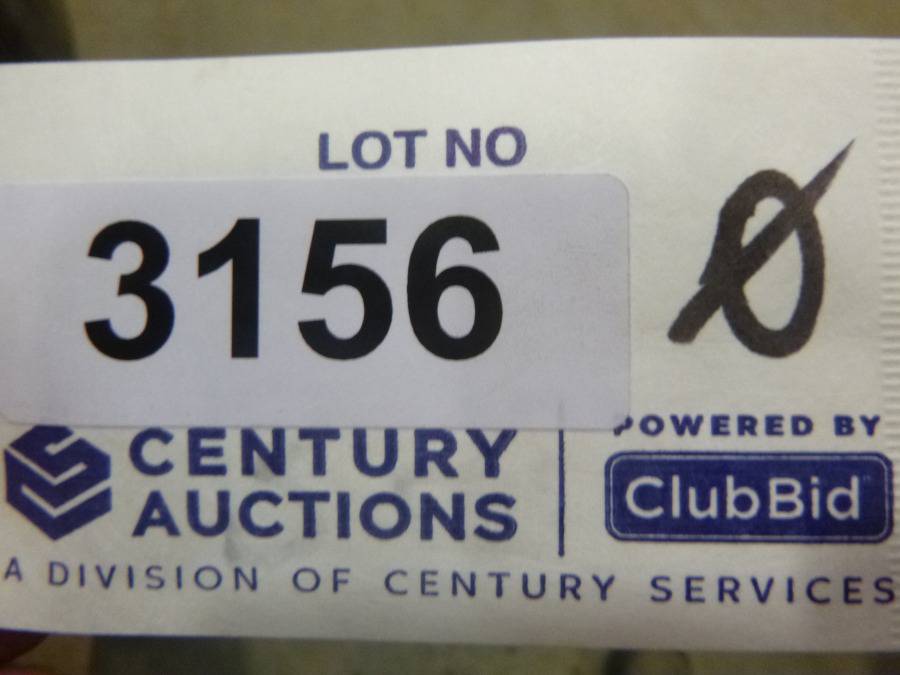 LOT NO
3156 Ø
CENTURY
AUCTIONS
POWERED BY
ClubBid
A DIVISION OF CENTURY SERVICES